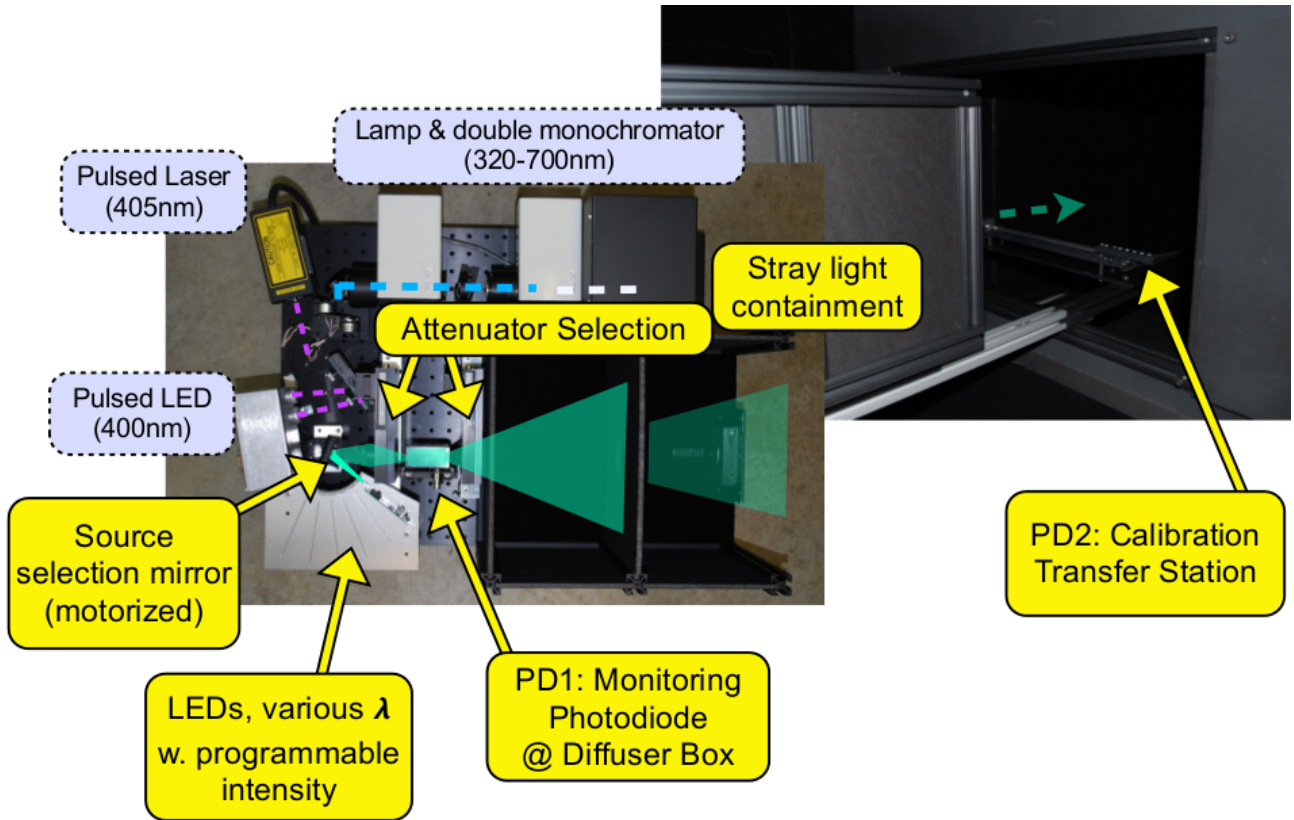 Lamp & double monochromator
(320-700nm)
Pulsed Laser
(405nm)
Stray light
containment
Attenuator Selection
Pulsed LED
(400nm)
Source
selection mirror
(motorized)
PD2: Calibration
Transfer Station
PD1: Monitoring
Photodiode
@ Diffuser Box
LEDs, various λ
w. programmable
intensity